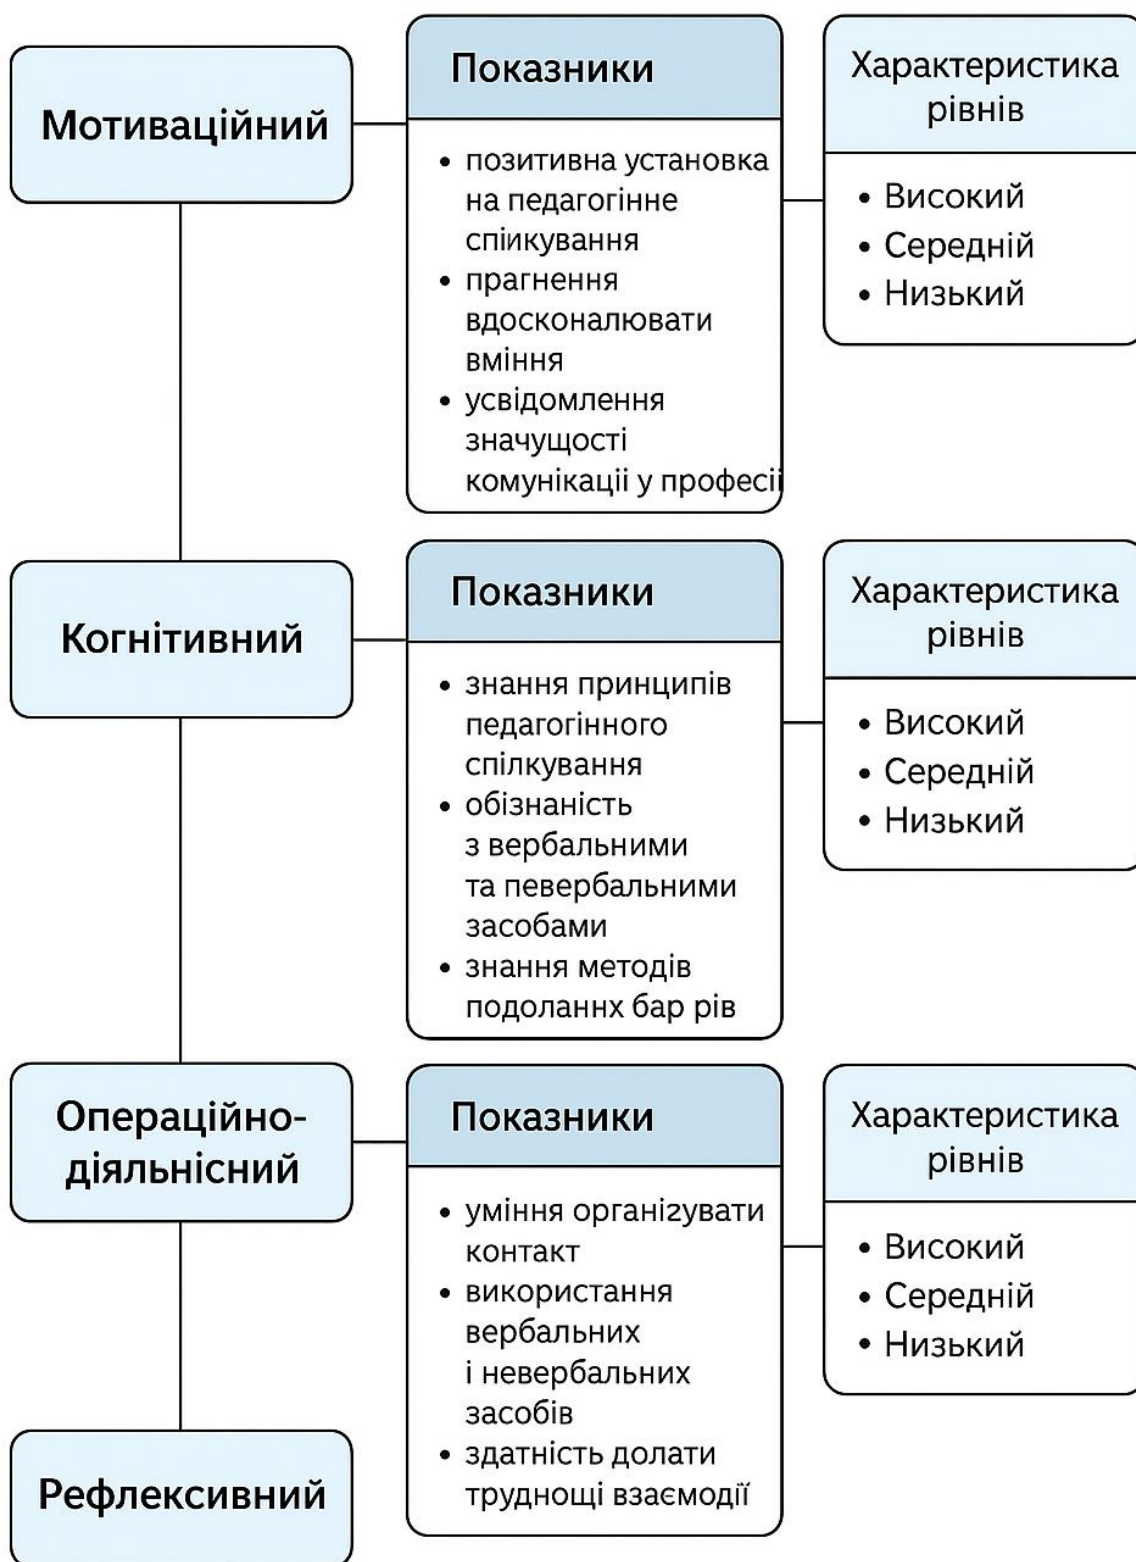 Мотиваційний
Показники
• позитивна установка
на педагогінне
спіикування
• прагнення
вдосконалювати
вміння
• усвідомлення
значущості
комунікаціі у професіі
Характеристика
рівнів
• Високий
• Середній
• Низький
Когнітивний
Показники
• знання принципів
педагогінного
спілкування
• обізнаність
з вербальними
та певербальними
засобами
• знання методів
подоланнх бар рів
Характеристика
рівнів
• Високий
• Середній
• Низький
Операційно-
діяльнісний
Показники
• уміння організувати
контакт
• використання
вербальних
і невербальних
засобів
• здатність долати
труднощі взаємодії
Характеристика
рівнів
• Високий
• Середній
• Низький
Рефлексивний